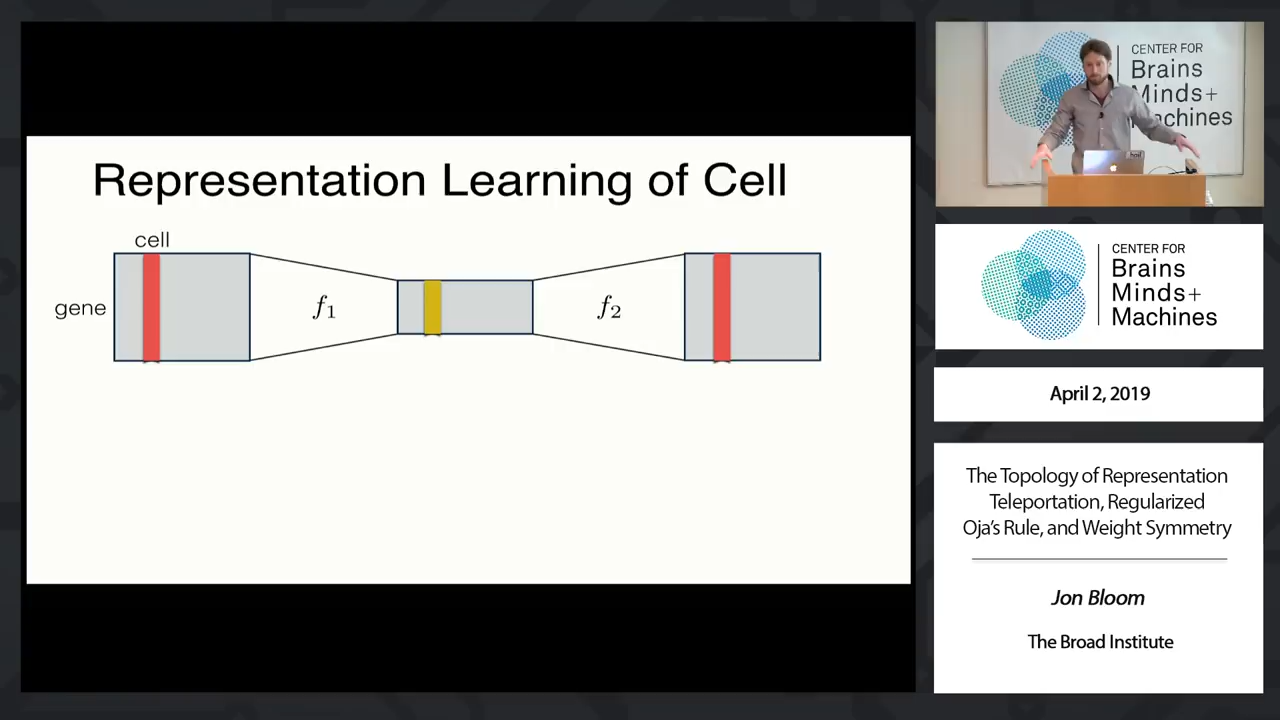 Representation Learning of Cell
cell
gene
f1
f2
CENTER FOR
Brains
Minds+
Machines
CENTER FOR
Brains
Minds+
Machines
April 2, 2019
The Topology of Representation
Teleportation, Regularized
Oja's Rule, and Weight Symmetry
Jon Bloom
The Broad Institute